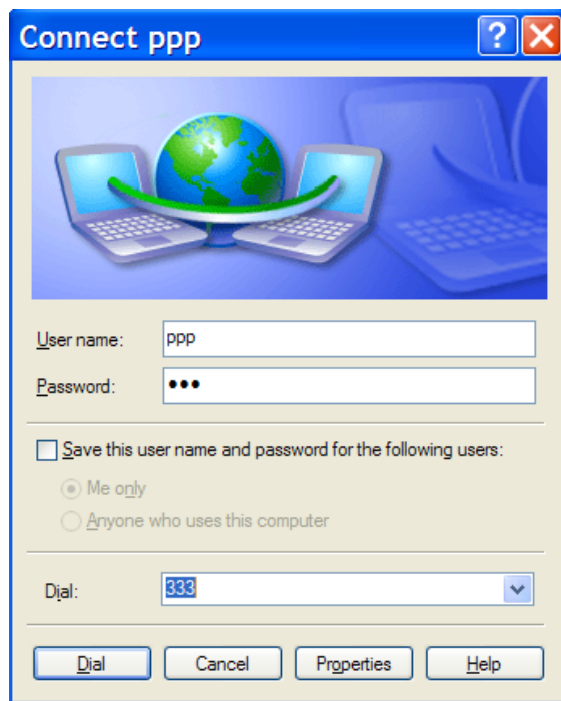 Connect ppp
User name: ppp
Password: •••
Save this user name and password for the following users:
Me only
Anyone who uses this computer
Dial: 333
Dial Cancel Properties Help